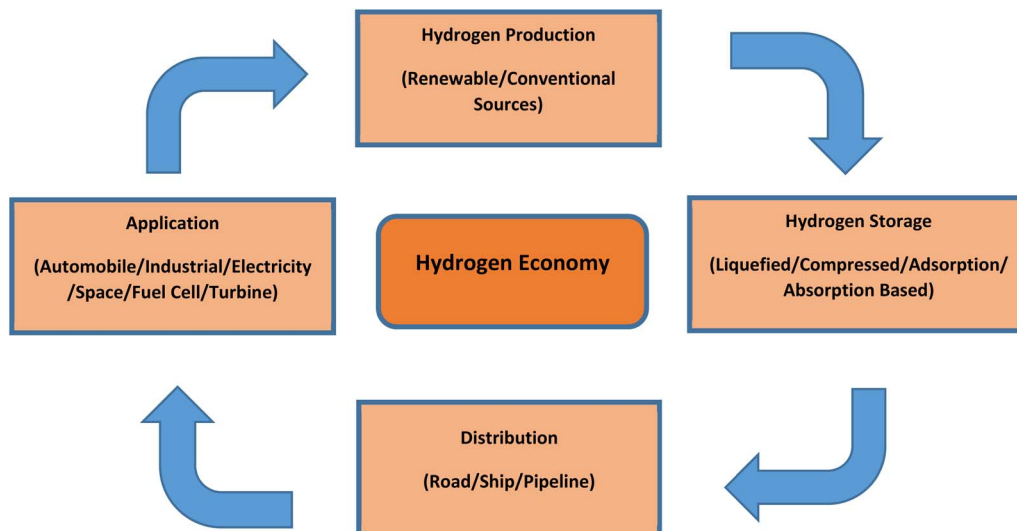 Hydrogen Production
(Renewable/Conventional
Sources)
Application
(Automobile/Industrial/Electricity
/Space/Fuel Cell/Turbine)
Hydrogen Economy
Hydrogen Storage
(Liquefied/Compressed/Adsorption/
Absorption Based)
Distribution
(Road/Ship/Pipeline)